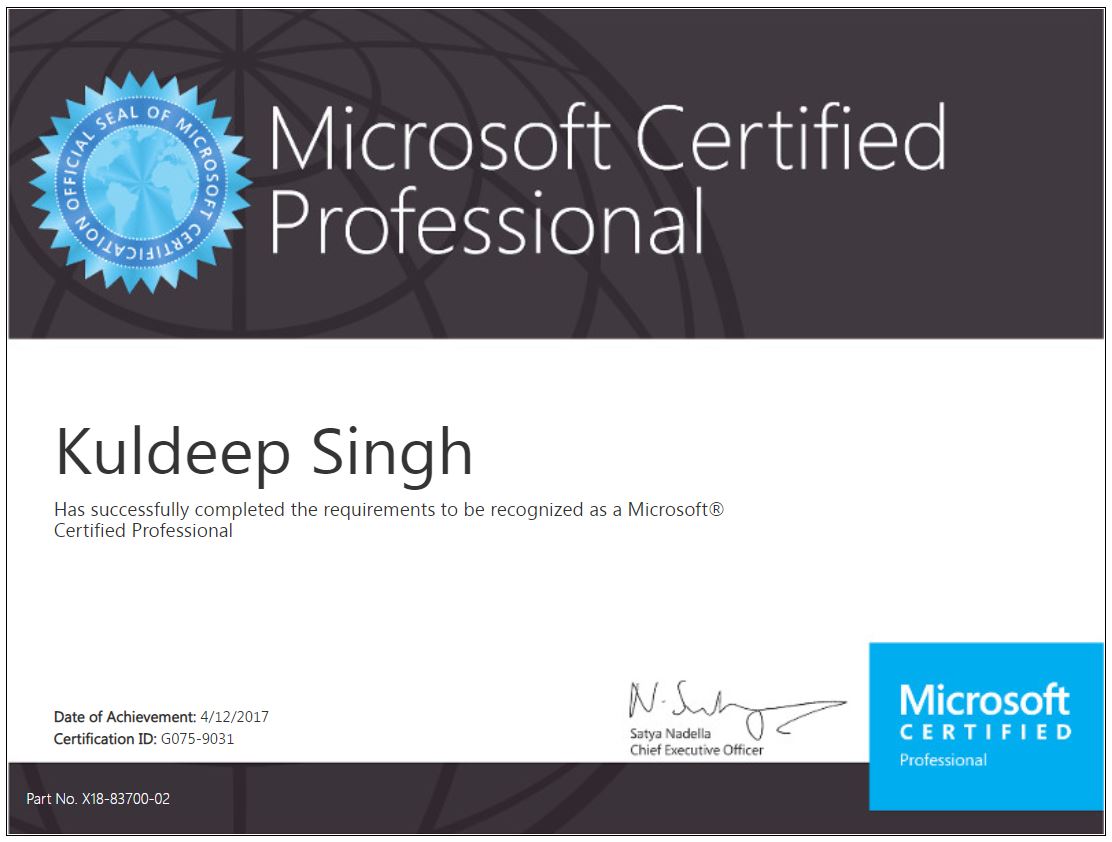 OFFICIAL SEAL OF MICROSOFT CERTIFICATION
Microsoft Certified
Professional
Kuldeep Singh
Has successfully completed the requirements to be recognized as a Microsoft®
Certified Professional
Date of Achievement: 4/12/2017
Certification ID: G075-9031
Satya Nadella
Chief Executive Officer
Microsoft
CERTIFIED
Professional
Part No. X18-83700-02